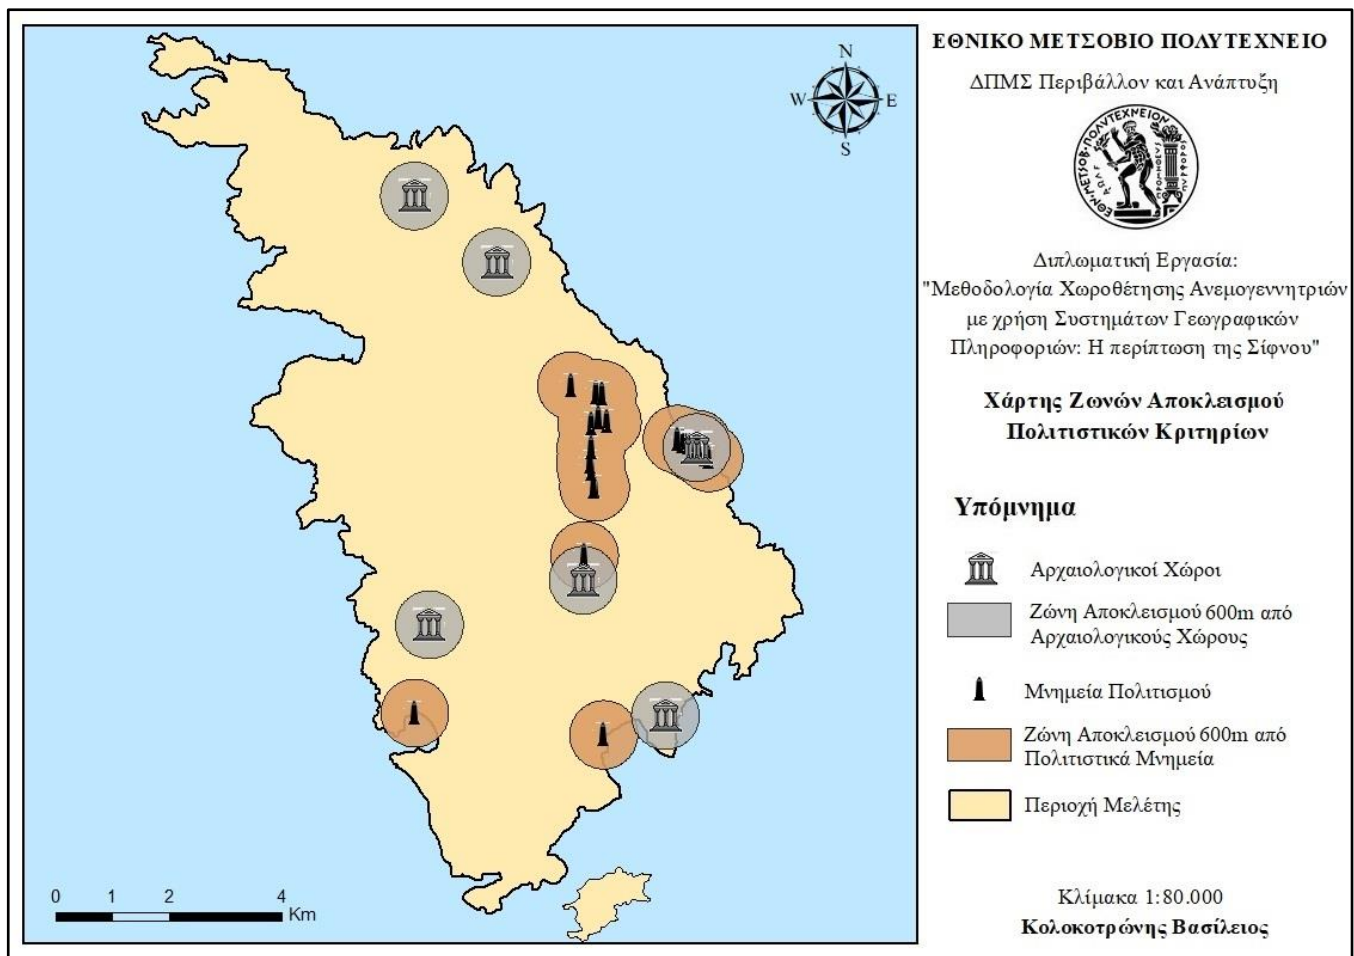 ΕΘΝΙΚΟ ΜΕΤΣΟΒΙΟ ΠΟΛΥΤΕΧΝΕΙΟ
ΔΠΜΣ Περιβάλλον και Ανάπτυξη
Διπλωματική Εργασία:
"Μεθοδολογία Χωροθέτησης Ανεμογεννητριών
με χρήση Συστημάτων Γεωγραφικών
Πληροφοριών: Η περίπτωση της Σίφνου"
Χάρτης Ζωνών Αποκλεισμού
Πολιτιστικών Κριτηρίων
Υπόμνημα
Αρχαιολογικοί Χώροι
Ζώνη Αποκλεισμού 600m από
Αρχαιολογικούς Χώρους
Μνημεία Πολιτισμού
Ζώνη Αποκλεισμού 600m από
Πολιτιστικά Μνημεία
Περιοχή Μελέτης
Κλίμακα 1:80.000
Κολοκοτρώνης Βασίλειος
N
W E
S
0 1 2 4
Km